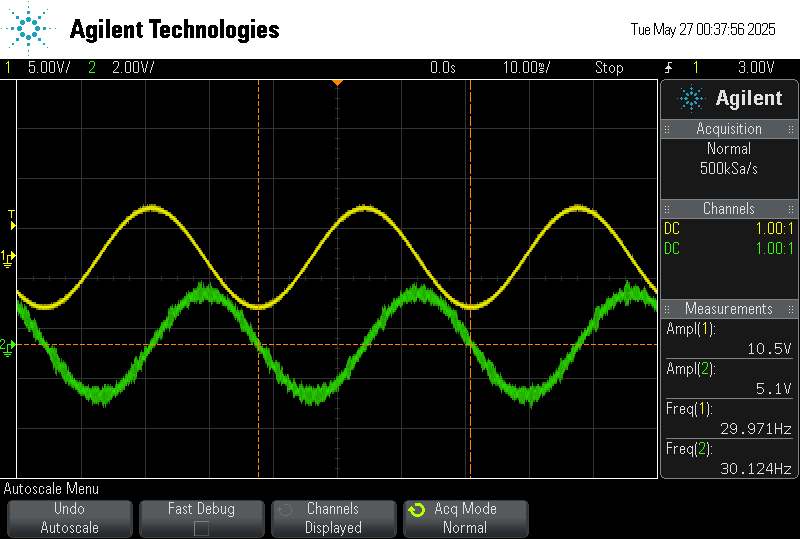 Agilent Technologies
Tue May 27 00:37:56 2025
1 5.00V/ 2 2.00V/ 0.0s 10.00ms/ Stop 1 3.00V
Agilent
Acquisition
Normal
500kSa/s
Channels
DC 1.00:1
DC 1.00:1
T
1
2
Measurements
Ampl(1):
10.5V
Ampl(2):
5.1V
Freq(1):
29.971Hz
Freq(2):
30.124Hz
Autoscale Menu
Undo
Autoscale
Fast Debug
Channels
Displayed
Acq Mode
Normal